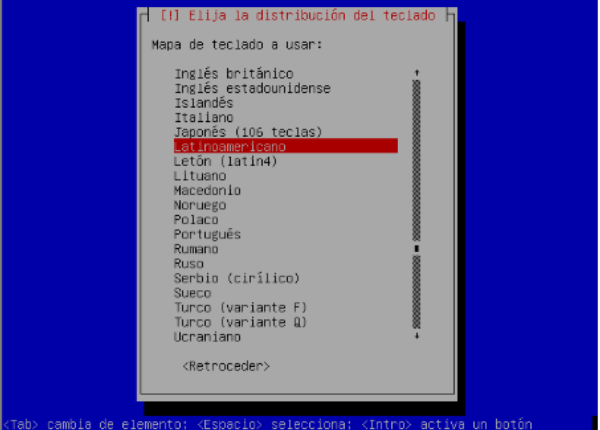 [!] Elija la distribución del teclado
Mapa de teclado a usar:
Inglés británico
Inglés estadounidense
Islandés
Italiano
Japonés (106 teclas)
Latinoamericano
Letón (latin4)
Lituano
Macedonio
Noruego
Polaco
Portugués
Rumano
Ruso
Serbio (cirílico)
Sueco
Turco (variante F)
Turco (variante Q)
Ucraniano
<Retroceder>
<Tab> cambia de elemento; <Espacio> selecciona; <Intro> activa un botón